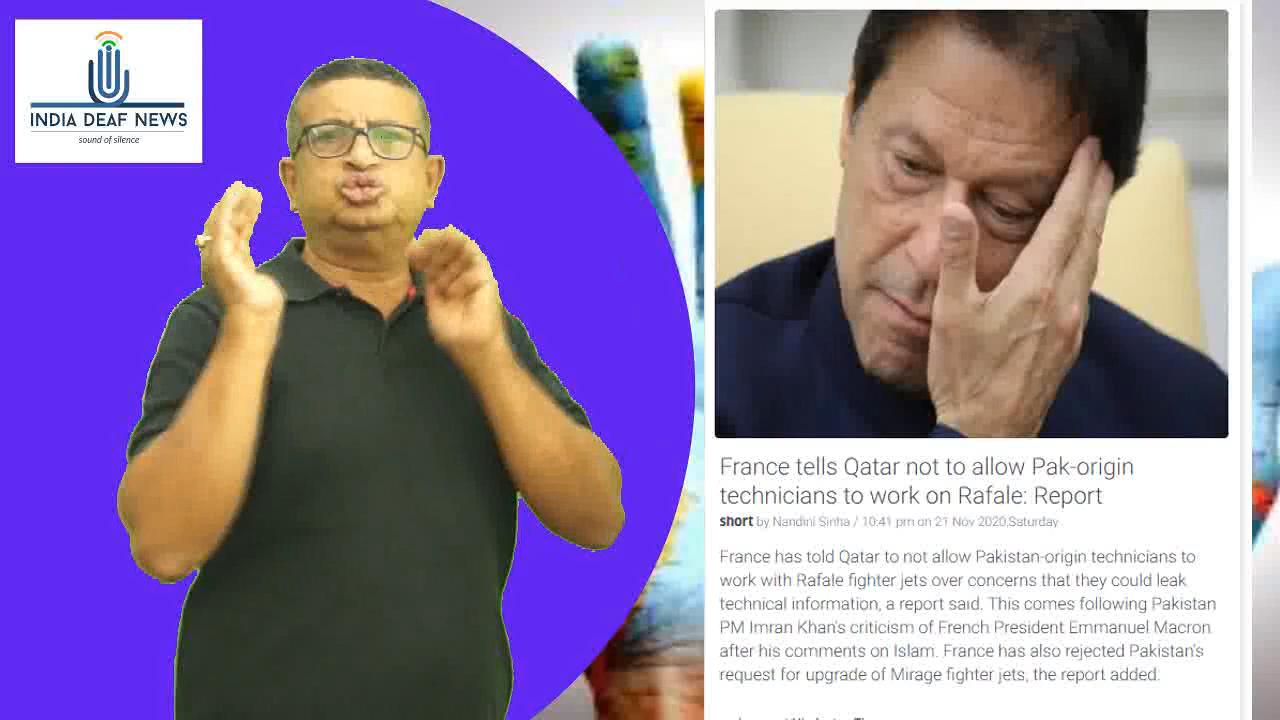 INDIA DEAF NEWS
sound of silence
France tells Qatar not to allow Pak-origin
technicians to work on Rafale: Report
short by Nandini Sinha / 10:41 pm on 21 Nov 2020,Saturday
France has told Qatar to not allow Pakistan-origin technicians to
work with Rafale fighter jets over concerns that they could leak
technical information, a report said. This comes following Pakistan
PM Imran Khan's criticism of French President Emmanuel Macron
after his comments on Islam. France has also rejected Pakistan's
request for upgrade of Mirage fighter jets, the report added.